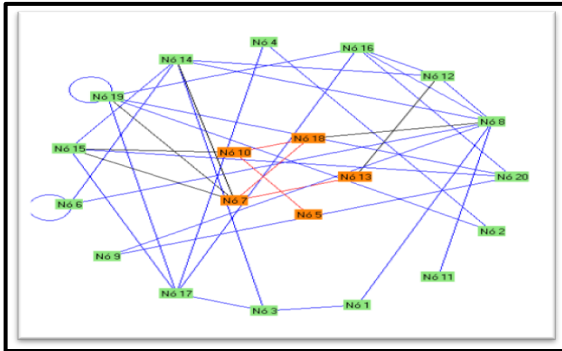 Nó 4
Nó 16
Nó 14
Nó 12
Nó 19
Nó 8
Nó 18
Nó 15
Nó 10
Nó 13
Nó 20
Nó 7
Nó 6
Nó 5
Nó 2
Nó 9
Nó 11
Nó 17
Nó 1
Nó 3